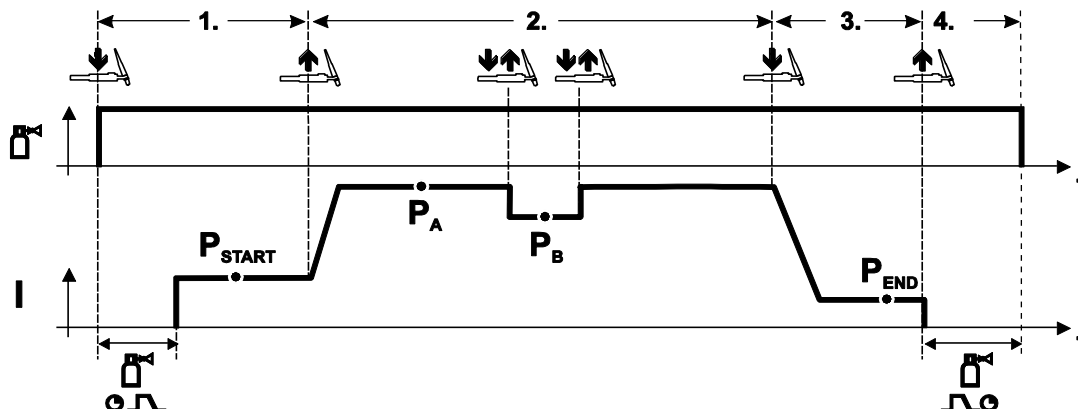 1.
2.
3.
4.
P_A
P_B
P_START
P_END
I